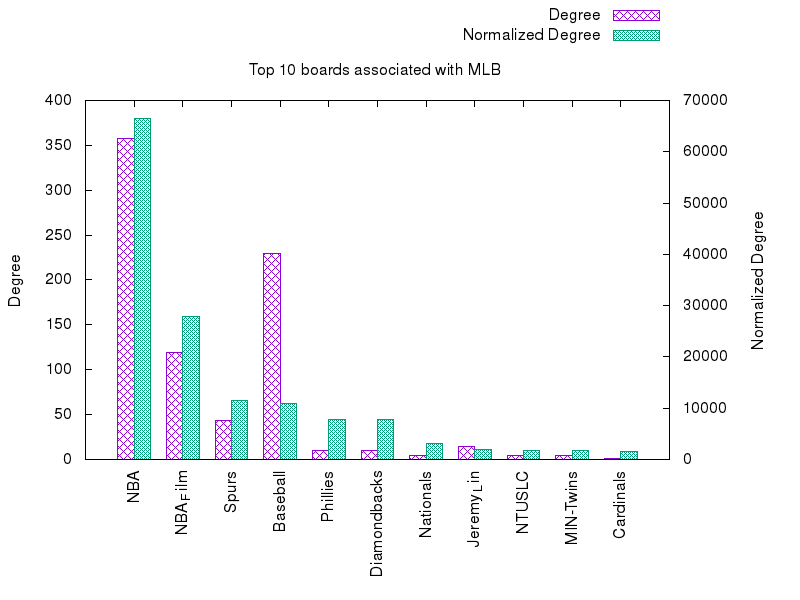 Degree
Normalized Degree
Top 10 boards associated with MLB
400
350
300
250
200
150
100
50
0
70000
60000
50000
40000
30000
20000
10000
0
Degree
Normalized Degree
NBA
NBA_Film
Spurs
Baseball
Phillies
Diamondbacks
Nationals
Jeremy_Lin
NTUSLC
MIN-Twins
Cardinals